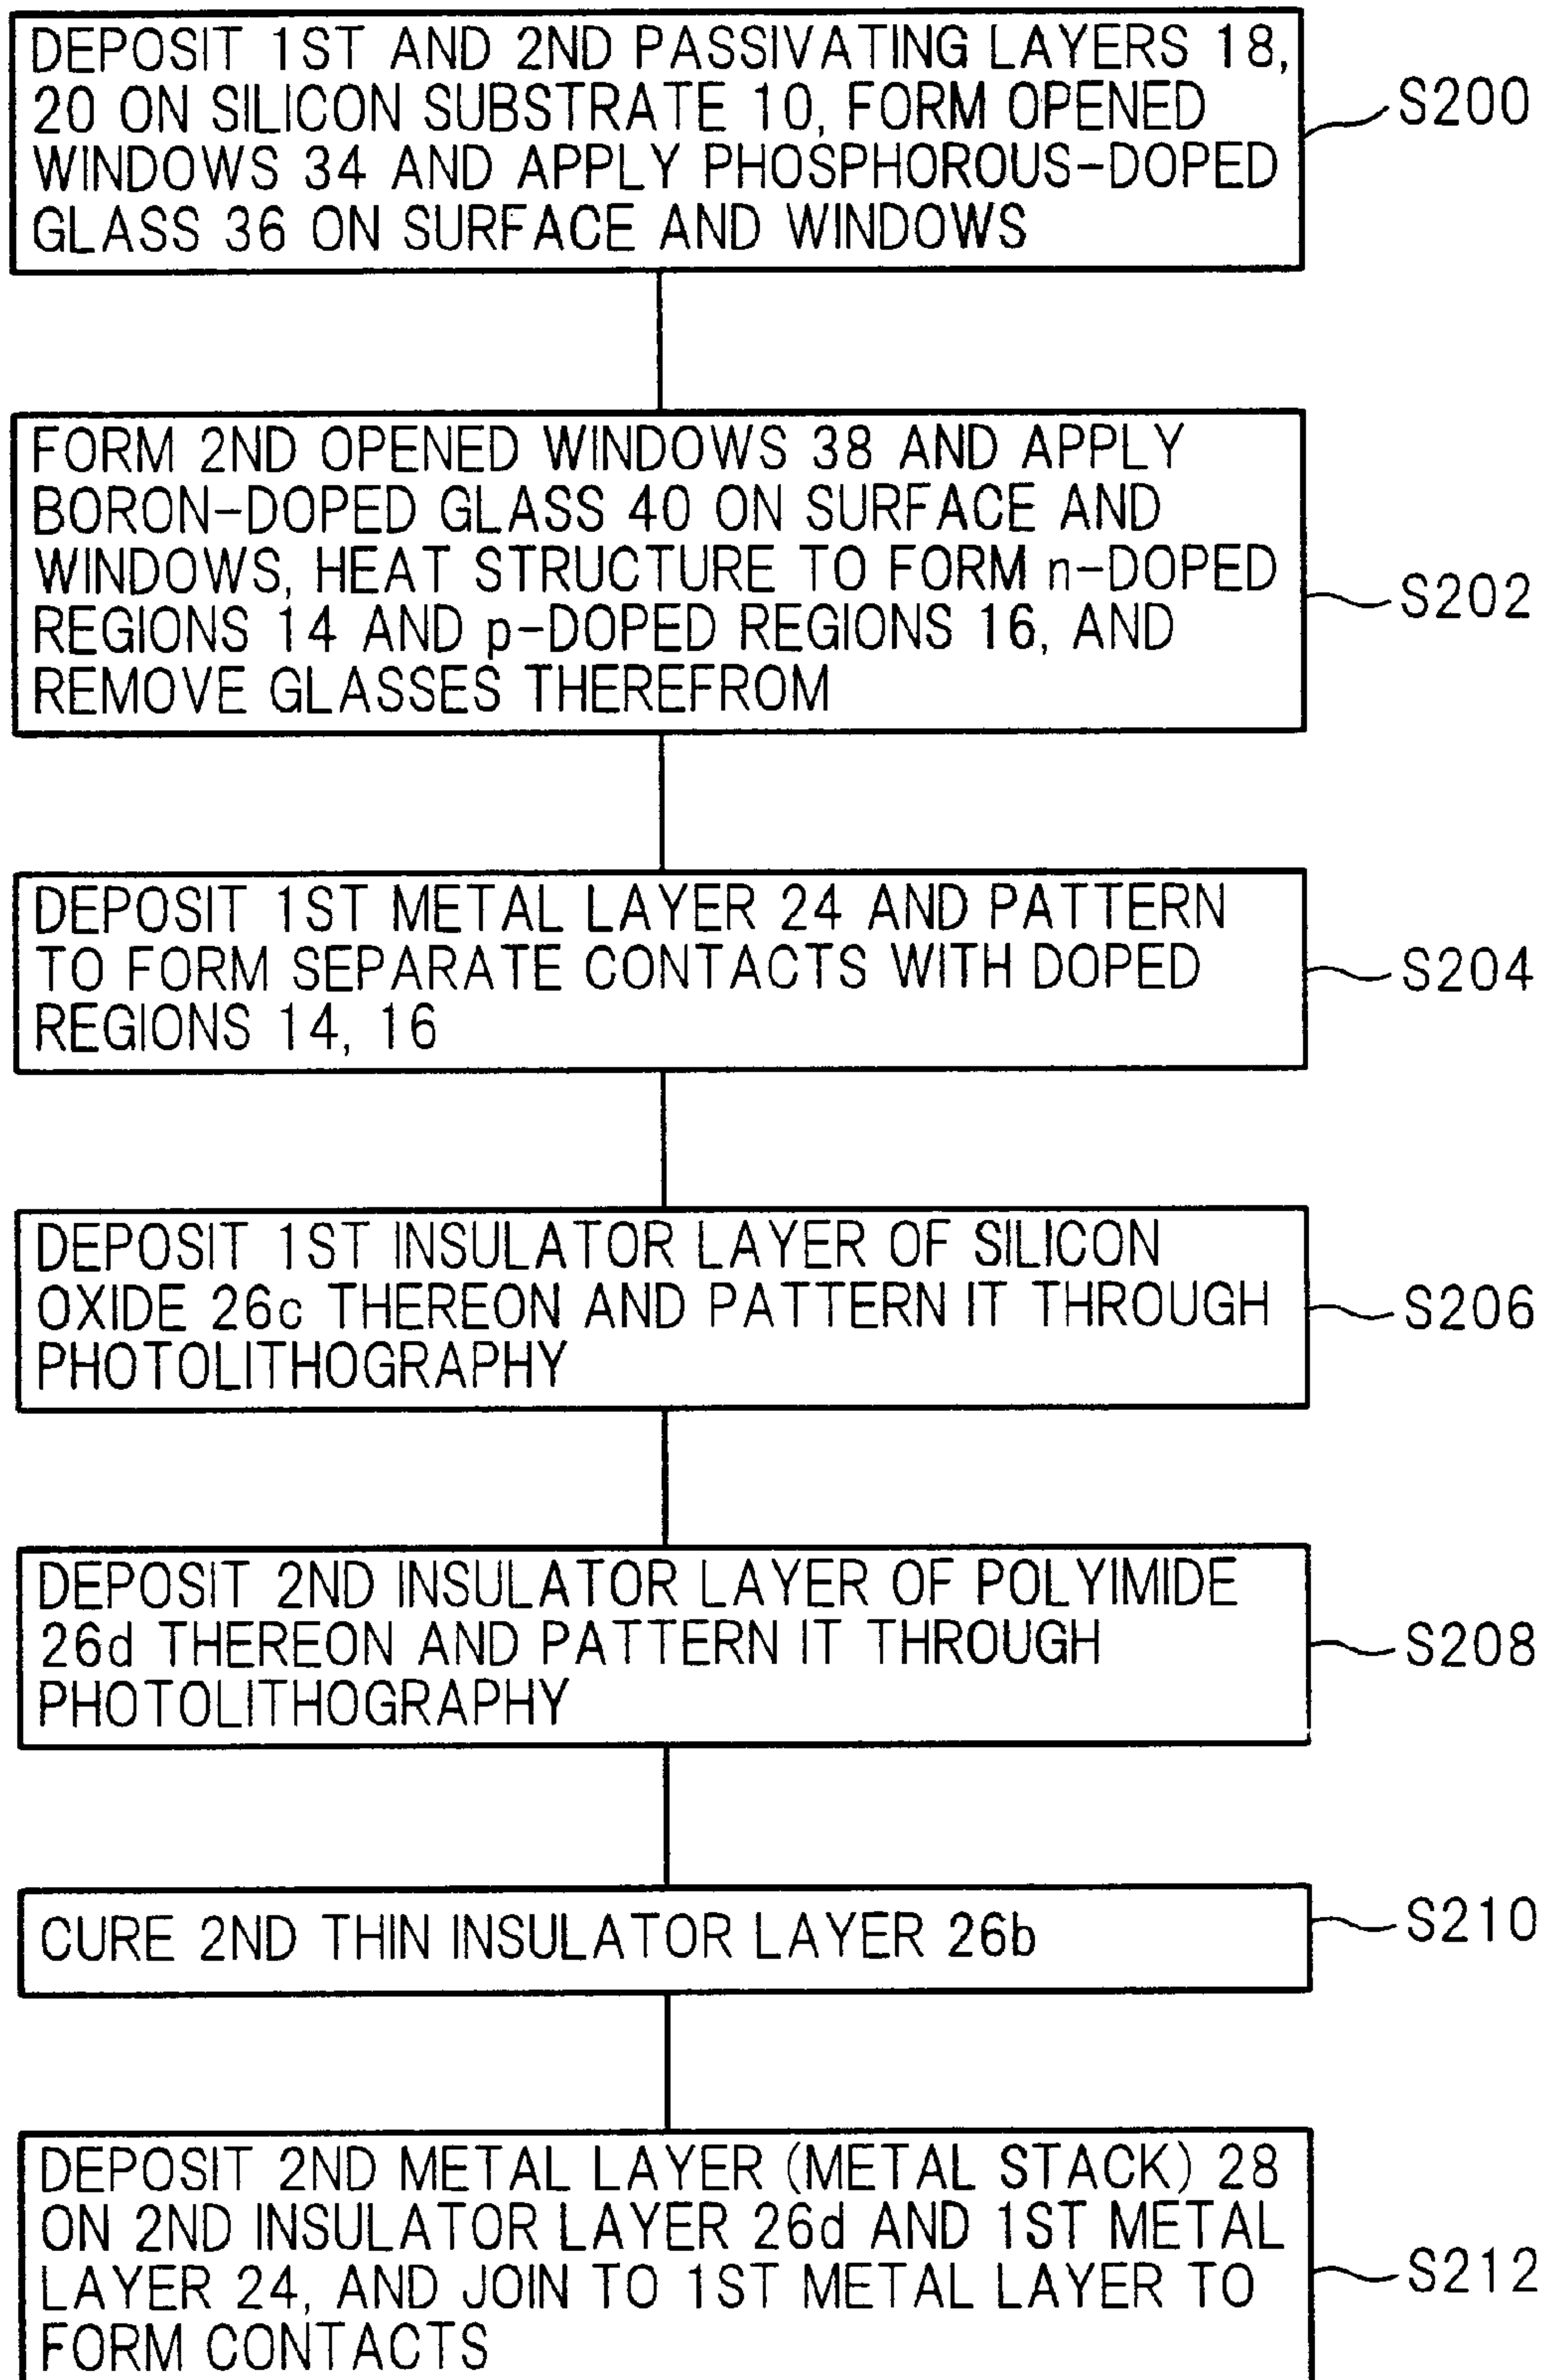 DEPOSIT 1ST AND 2ND PASSIVATING LAYERS 18,
20 ON SILICON SUBSTRATE 10, FORM OPENED
WINDOWS 34 AND APPLY PHOSPHOROUS-DOPED
GLASS 36 ON SURFACE AND WINDOWS
S200
FORM 2ND OPENED WINDOWS 38 AND APPLY
BORON-DOPED GLASS 40 ON SURFACE AND
WINDOWS, HEAT STRUCTURE TO FORM n-DOPED
REGIONS 14 AND p-DOPED REGIONS 16, AND
REMOVE GLASSES THEREFROM
S202
DEPOSIT 1ST METAL LAYER 24 AND PATTERN
TO FORM SEPARATE CONTACTS WITH DOPED
REGIONS 14, 16
S204
DEPOSIT 1ST INSULATOR LAYER OF SILICON
OXIDE 26c THEREON AND PATTERN IT THROUGH
PHOTOLITHOGRAPHY
S206
DEPOSIT 2ND INSULATOR LAYER OF POLYIMIDE
26d THEREON AND PATTERN IT THROUGH
PHOTOLITHOGRAPHY
S208
CURE 2ND THIN INSULATOR LAYER 26b
S210
DEPOSIT 2ND METAL LAYER (METAL STACK) 28
ON 2ND INSULATOR LAYER 26d AND 1ST METAL
LAYER 24, AND JOIN TO 1ST METAL LAYER TO
FORM CONTACTS
S212